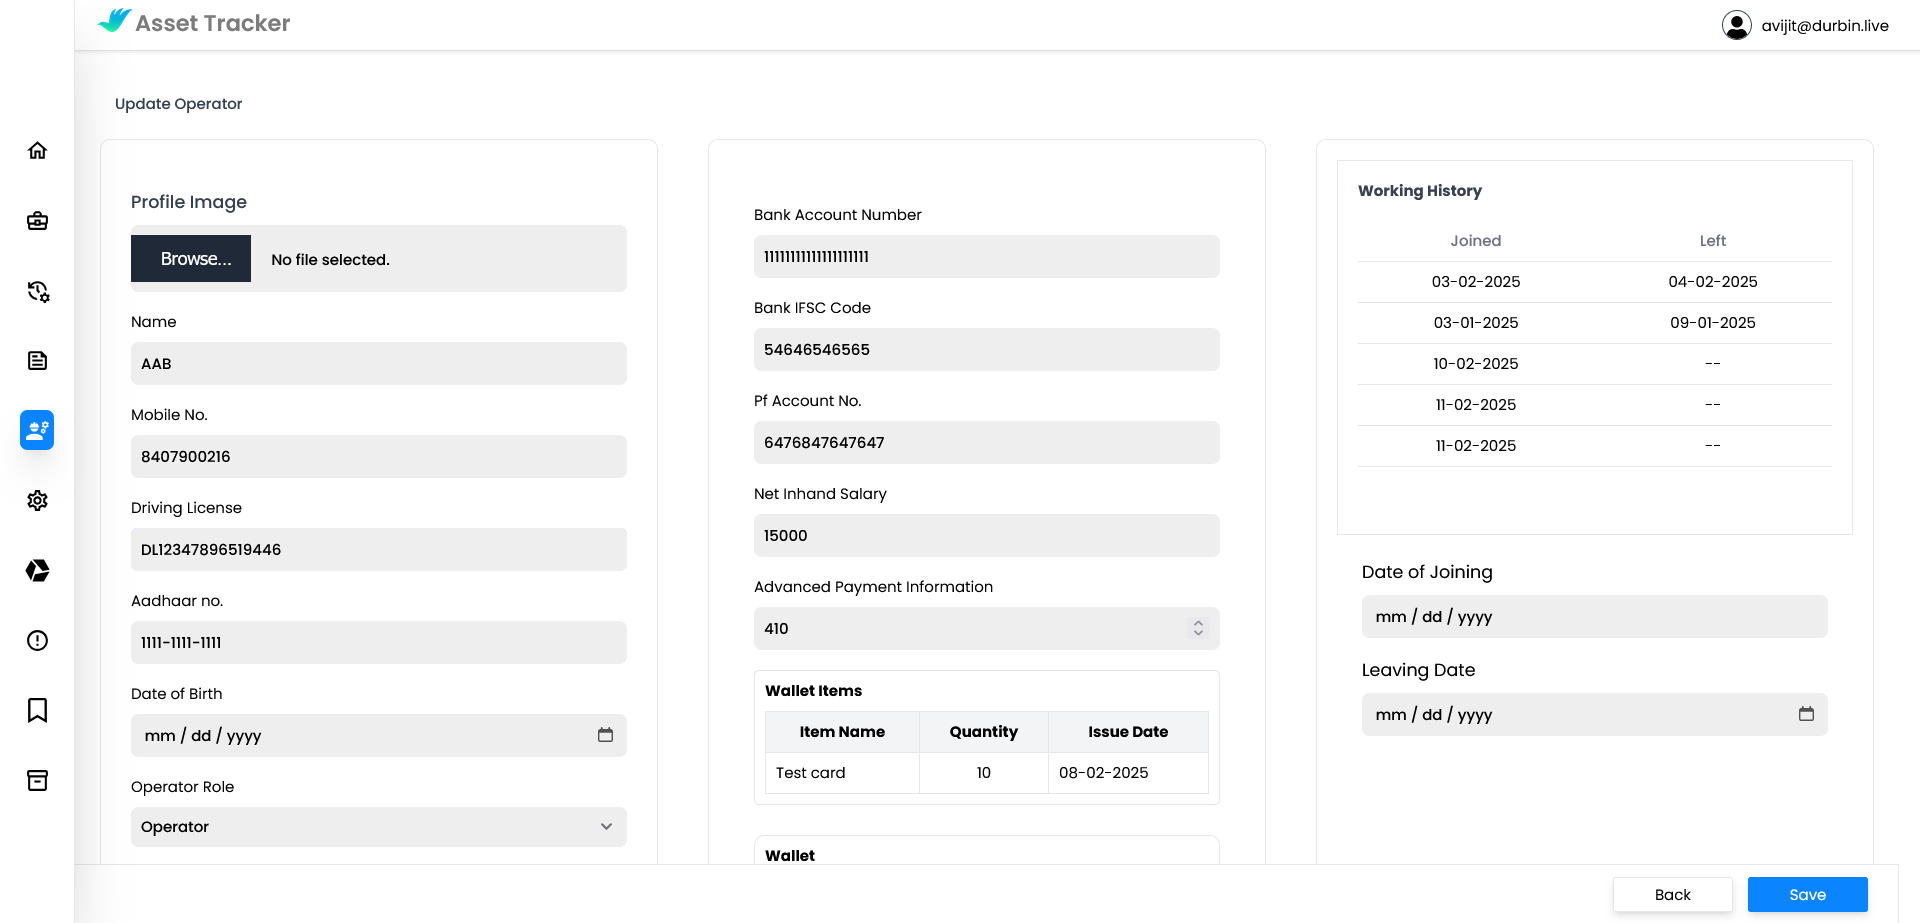 Asset Tracker
avijit@durbin.live
Update Operator
Profile Image
Browse...
No file selected.
Name
AAB
Mobile No.
8407900216
Driving License
DL12347896519446
Aadhaar no.
1111-1111-1111
Date of Birth
mm / dd / yyyy
Operator Role
Operator
Bank Account Number
11111111111111111111
Bank IFSC Code
54646546565
Pf Account No.
6476847647647
Net Inhand Salary
15000
Advanced Payment Information
410
Wallet Items
Item Name Quantity Issue Date
Test card 10 08-02-2025
Wallet
Working History
Joined Left
03-02-2025 04-02-2025
03-01-2025 09-01-2025
10-02-2025 --
11-02-2025 --
11-02-2025 --
Date of Joining
mm / dd / yyyy
Leaving Date
mm / dd / yyyy
Back
Save